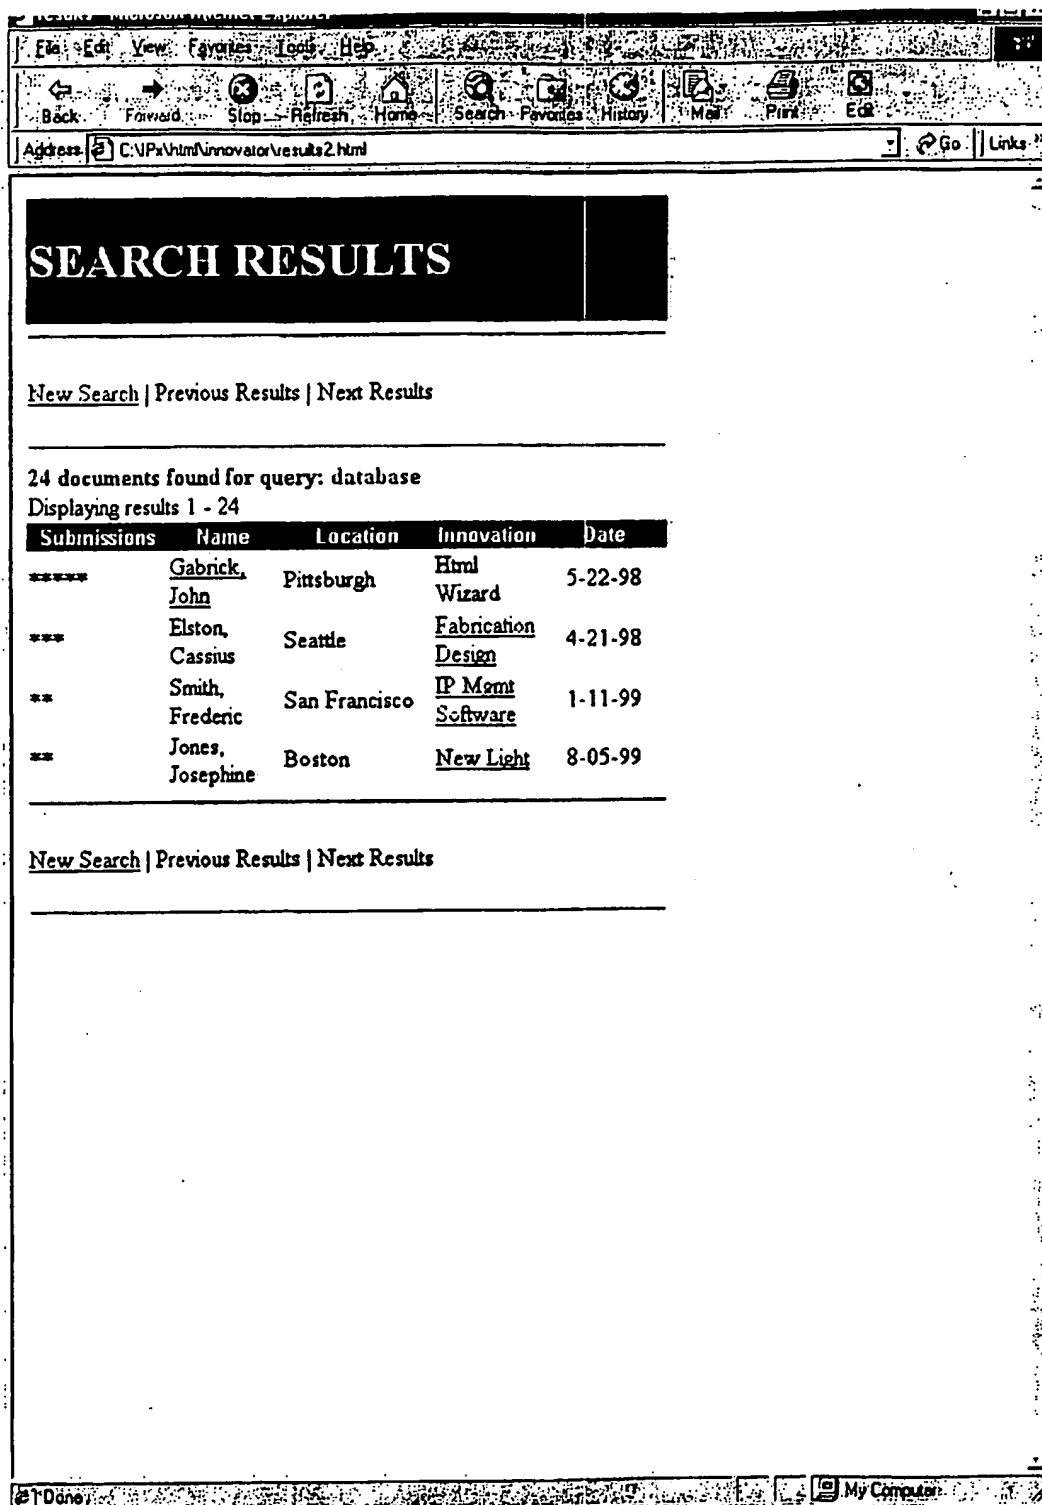 results - Microsoft Internet Explorer
File Edit View Favorites Tools Help
Back Forward Stop Refresh Home Search Favorites History Mail Print Edit
Address C:\IPx\html\innovator\results2.html Go Links »
SEARCH RESULTS
New Search | Previous Results | Next Results
24 documents found for query: database
Displaying results 1 - 24
Submissions Name Location Innovation Date
***** Gabrick, John Pittsburgh Html Wizard 5-22-98
*** Elston, Cassius Seattle Fabrication Design 4-21-98
** Smith, Frederic San Francisco IP Mgmt Software 1-11-99
** Jones, Josephine Boston New Light 8-05-99
New Search | Previous Results | Next Results
Done My Computer